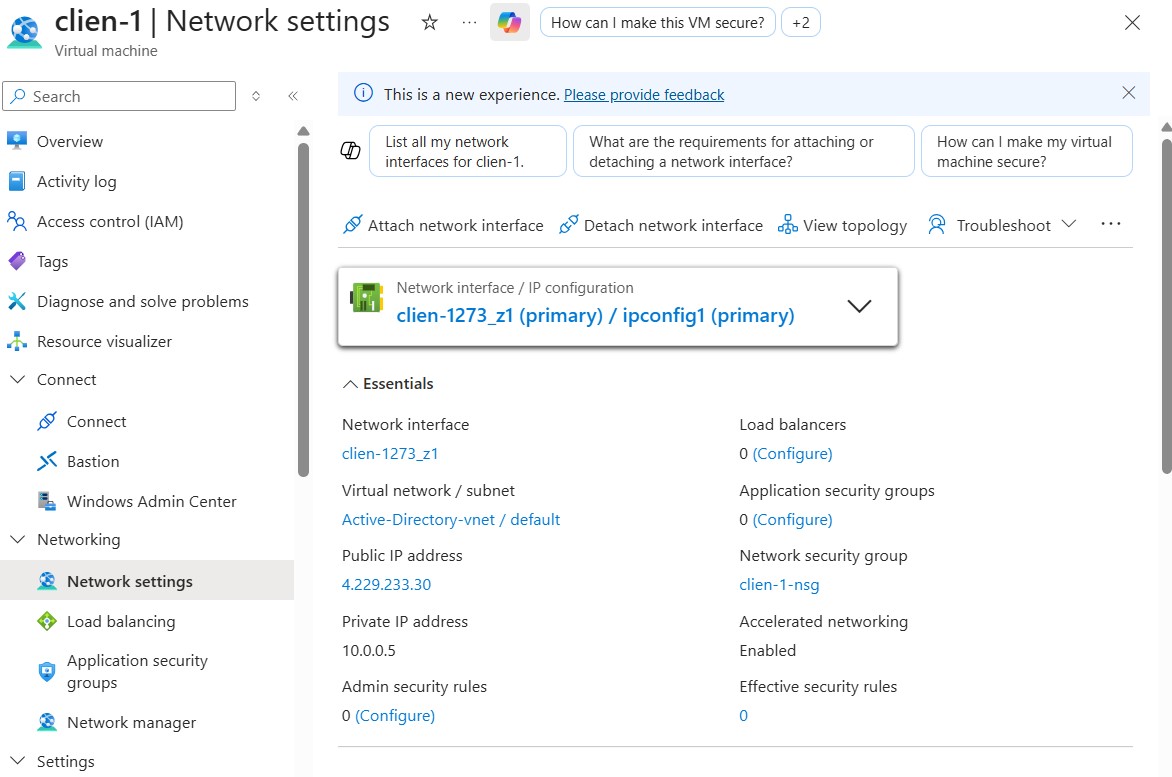 clien-1 | Network settings
Virtual machine
How can I make this VM secure?
+2
Search
Overview
Activity log
Access control (IAM)
Tags
Diagnose and solve problems
Resource visualizer
Connect
Connect
Bastion
Windows Admin Center
Networking
Network settings
Load balancing
Application security
groups
Network manager
Settings
This is a new experience. Please provide feedback
List all my network
interfaces for clien-1.
What are the requirements for attaching or
detaching a network interface?
How can I make my virtual
machine secure?
Attach network interface
Detach network interface
View topology
Troubleshoot
Network interface / IP configuration
clien-1273_z1 (primary) / ipconfig1 (primary)
Essentials
Network interface
clien-1273_z1
Virtual network / subnet
Active-Directory-vnet / default
Public IP address
4.229.233.30
Private IP address
10.0.0.5
Admin security rules
0 (Configure)
Load balancers
0 (Configure)
Application security groups
0 (Configure)
Network security group
clien-1-nsg
Accelerated networking
Enabled
Effective security rules
0